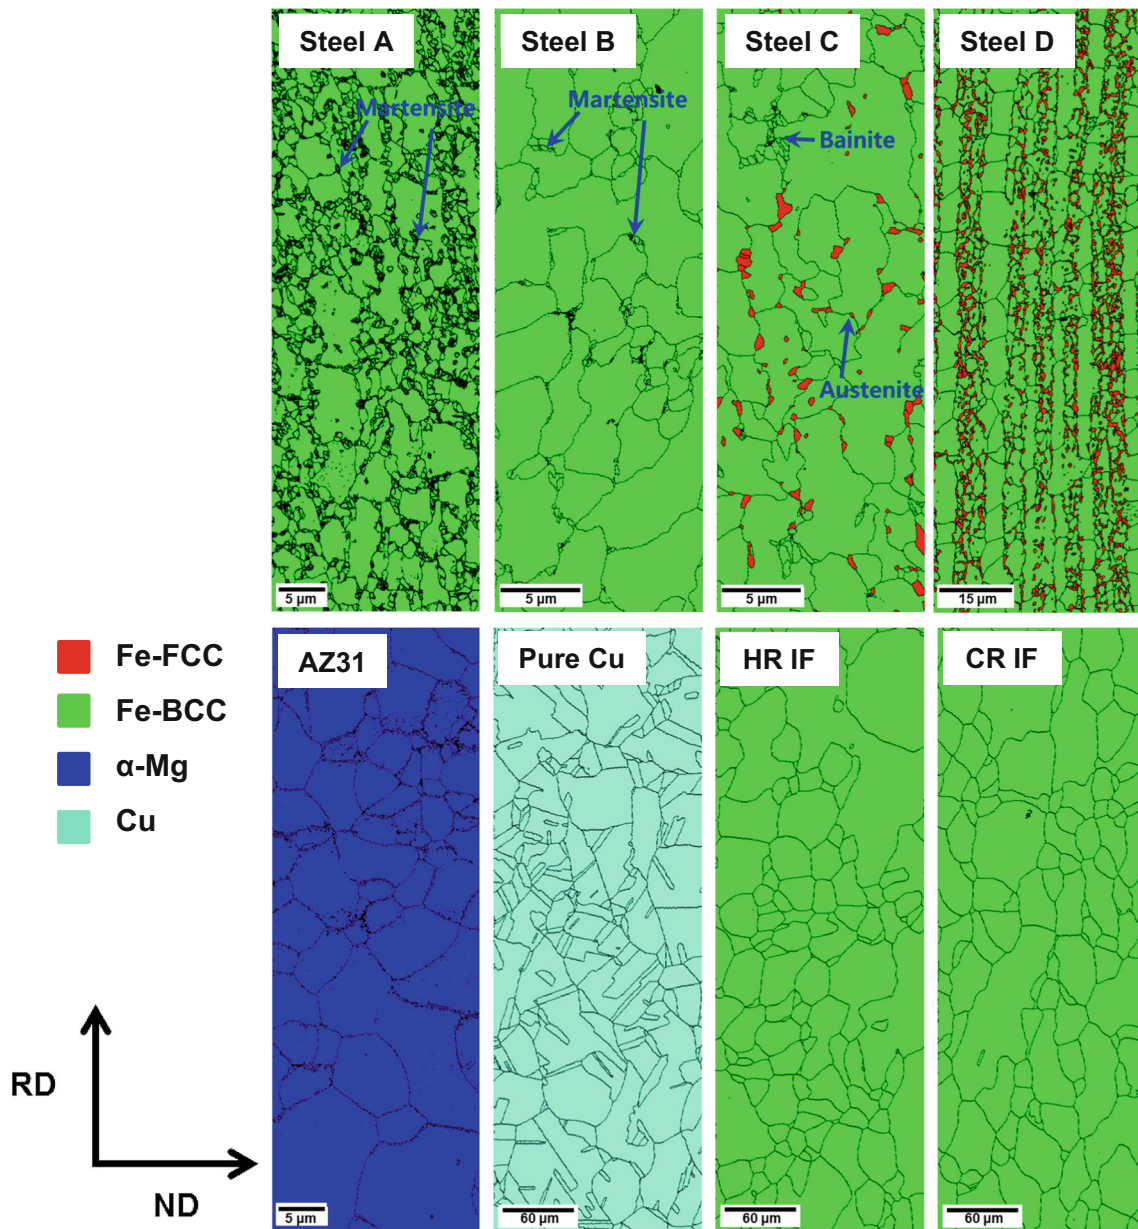 Steel A
Steel B
Steel C
Steel D
Martensite
Martensite
Bainite
Austenite
5 µm
5 µm
5 µm
15 µm
Fe-FCC
Fe-BCC
α-Mg
Cu
AZ31
Pure Cu
HR IF
CR IF
RD
ND
5 µm
60 µm
60 µm
60 µm